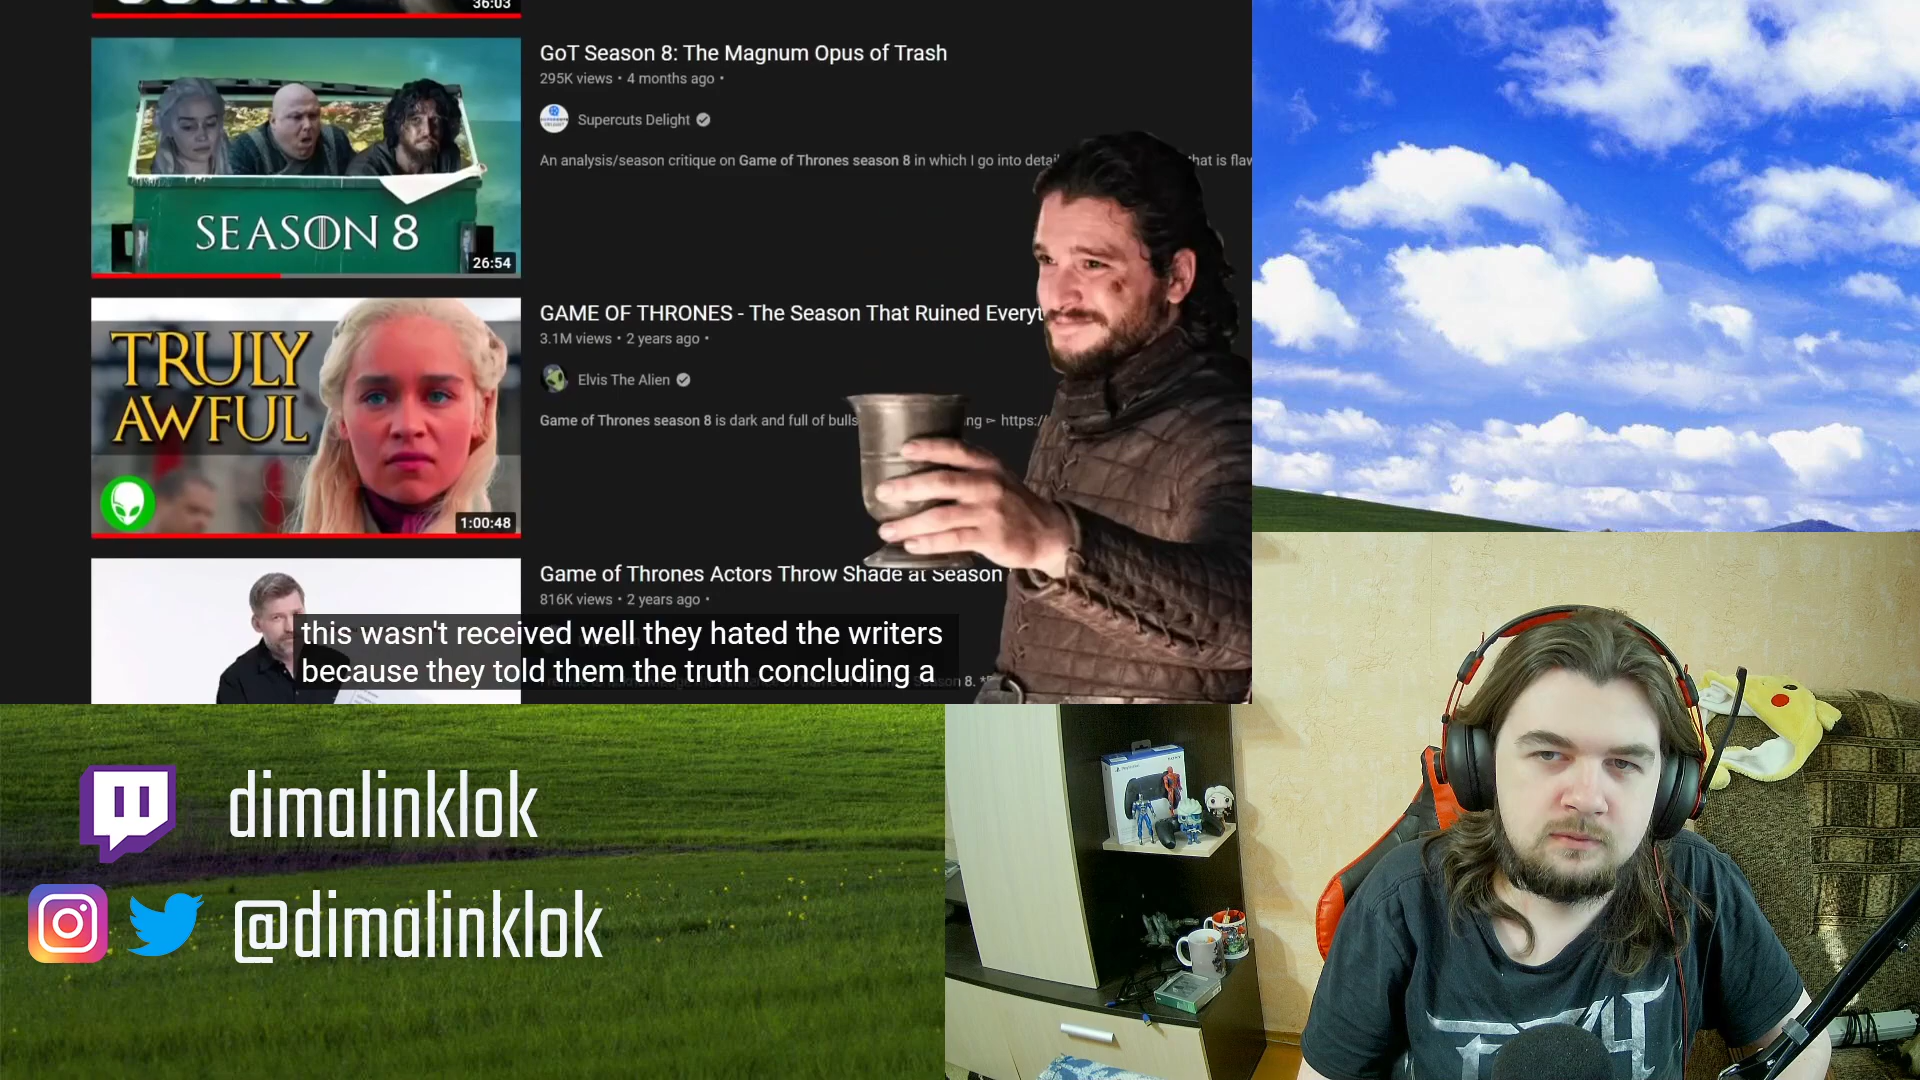 36:03
GoT Season 8: The Magnum Opus of Trash
295K views • 4 months ago •
Supercuts Delight
An analysis/season critique on Game of Thrones season 8 in which I go into detai
that is flaw
SEASON 8
26:54
GAME OF THRONES - The Season That Ruined Everyt
3.1M views • 2 years ago •
Elvis The Alien
Game of Thrones season 8 is dark and full of bulls
ng ► https:/
TRULY
AWFUL
1:00:48
Game of Thrones Actors Throw Shade at Season
816K views • 2 years ago •
this wasn't received well they hated the writers
because they told them the truth concluding a
dimalinklok
@dimalinklok